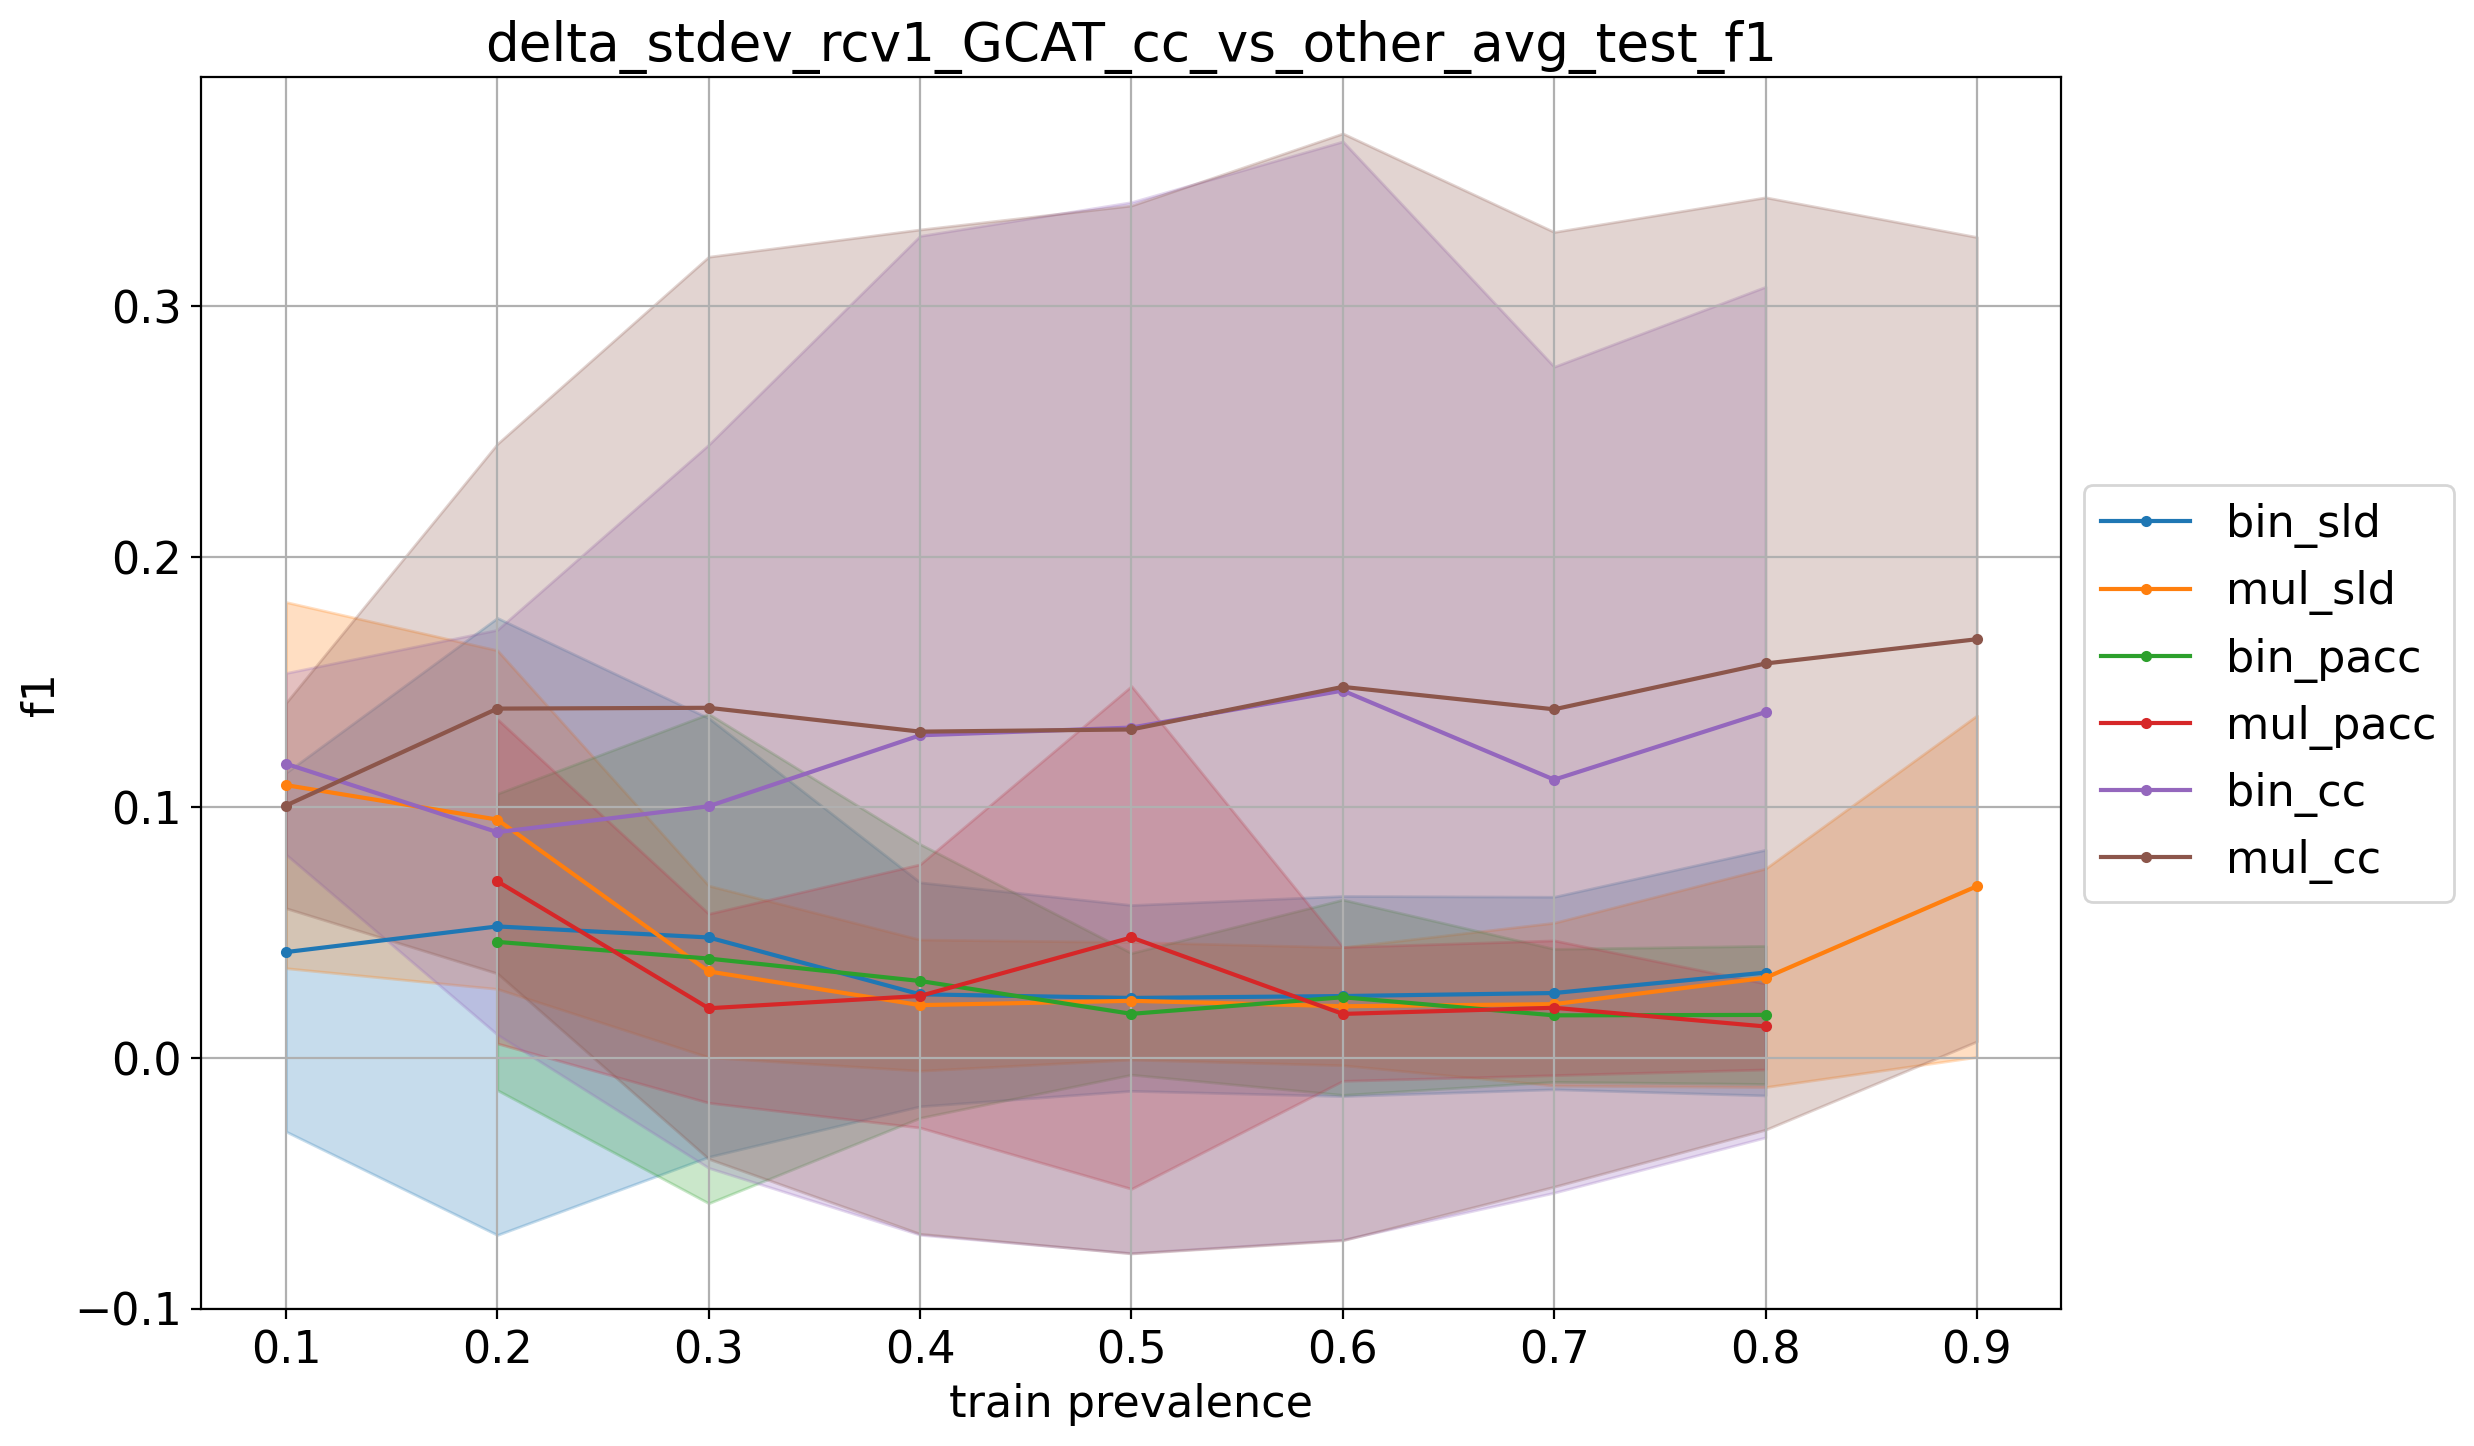 delta_stdev_rcv1_GCAT_cc_vs_other_avg_test_f1
f1
0.3
0.2
0.1
0.0
−0.1
0.1 0.2 0.3 0.4 0.5 0.6 0.7 0.8 0.9
train prevalence
bin_sld
mul_sld
bin_pacc
mul_pacc
bin_cc
mul_cc